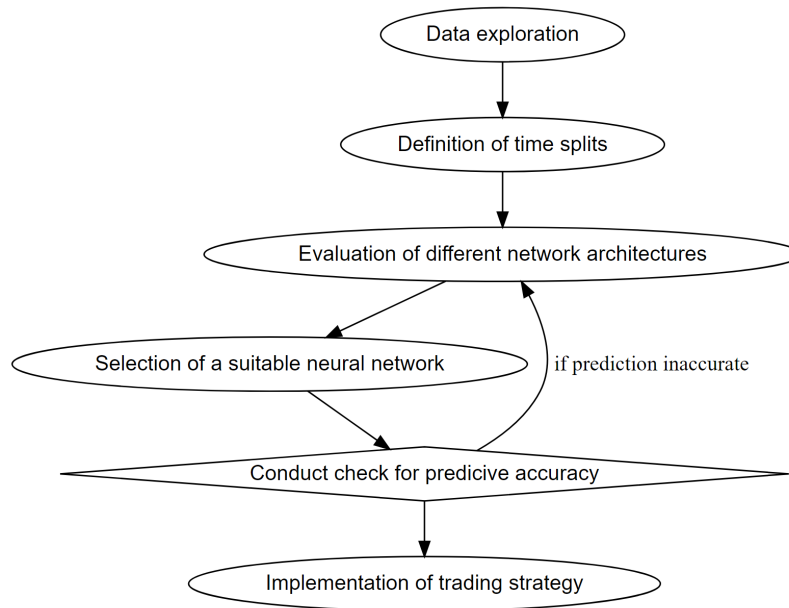 Data exploration
Definition of time splits
Evaluation of different network architectures
Selection of a suitable neural network
if prediction inaccurate
Conduct check for predicive accuracy
Implementation of trading strategy